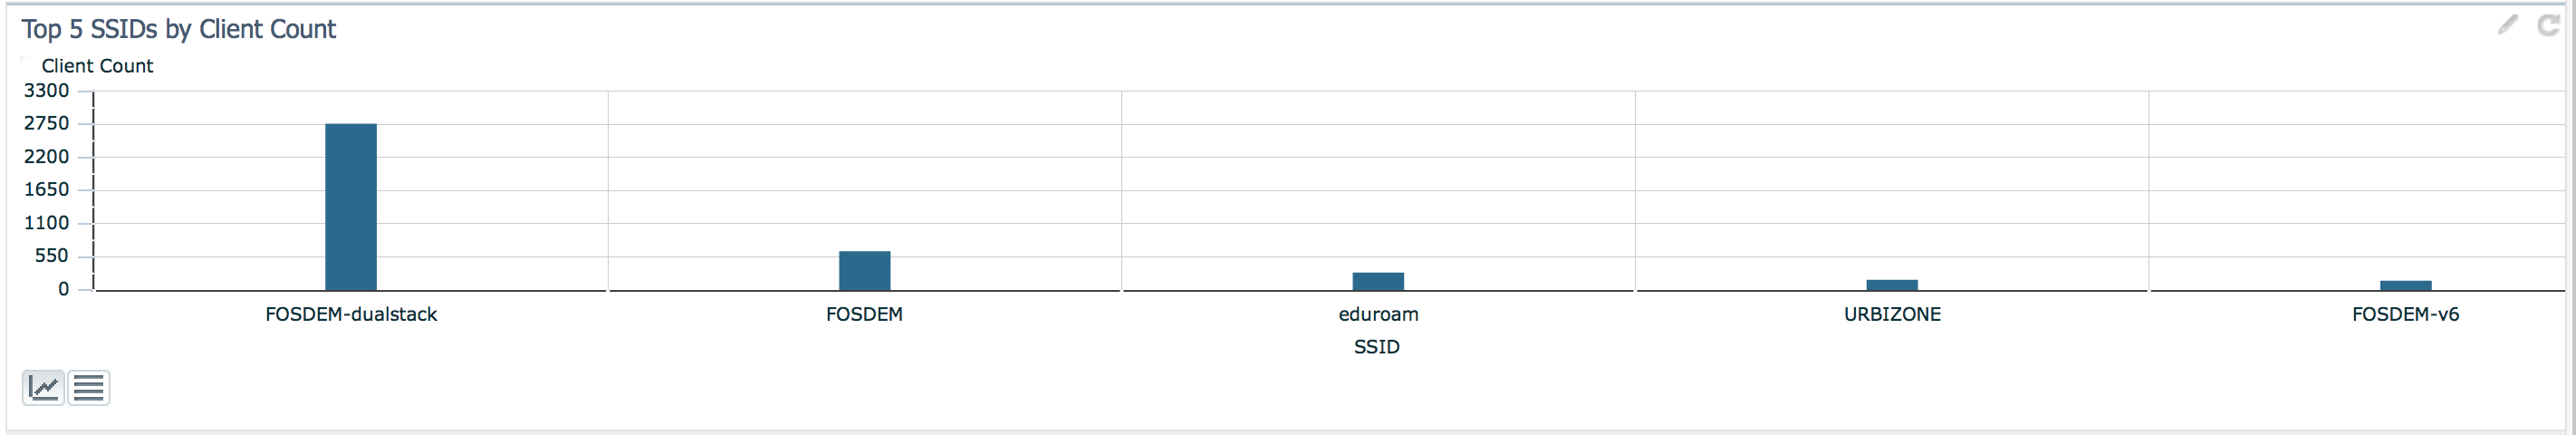 Top 5 SSIDs by Client Count
Client Count
3300
2750
2200
1650
1100
550
0
FOSDEM-dualstack FOSDEM eduroam URBIZONE FOSDEM-v6
SSID